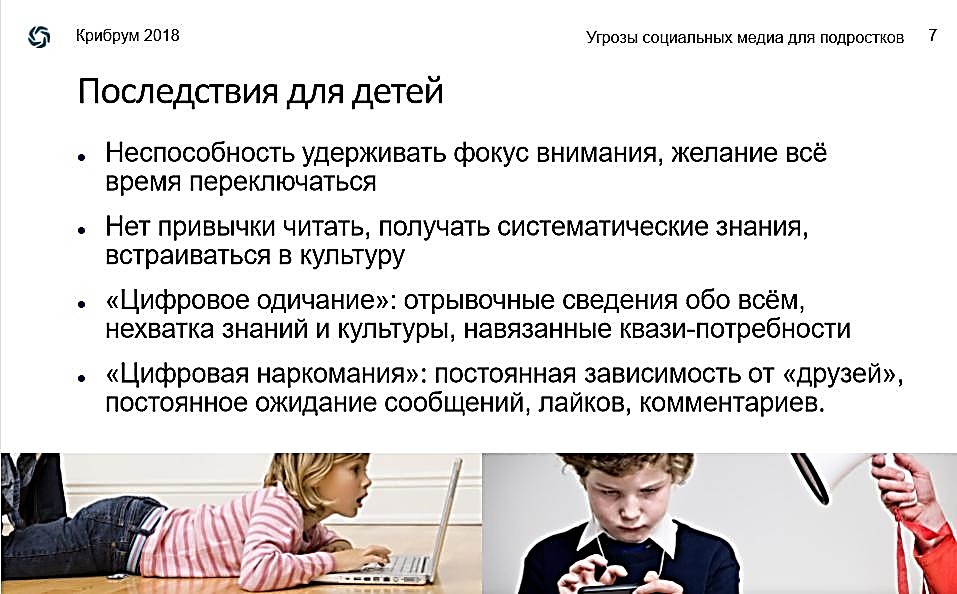 Крибрум 2018
Угрозы социальных медиа для подростков 7
Последствия для детей
• Неспособность удерживать фокус внимания, желание всё
время переключаться
• Нет привычки читать, получать систематические знания,
встраиваться в культуру
• «Цифровое одичание»: отрывочные сведения обо всём,
нехватка знаний и культуры, навязанные квази-потребности
• «Цифровая наркомания»: постоянная зависимость от «друзей»,
постоянное ожидание сообщений, лайков, комментариев.